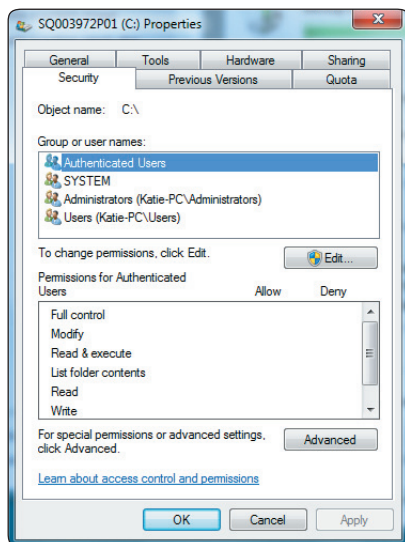 SQ003972P01 (C:) Properties
General Tools Hardware Sharing
Security Previous Versions Quota
Object name: C:\
Group or user names:
Authenticated Users
SYSTEM
Administrators (Katie-PC\Administrators)
Users (Katie-PC\Users)
To change permissions, click Edit.
Edit...
Permissions for Authenticated
Users Allow Deny
Full control
Modify
Read & execute
List folder contents
Read
Write
For special permissions or advanced settings,
click Advanced.
Advanced
Learn about access control and permissions
OK Cancel Apply